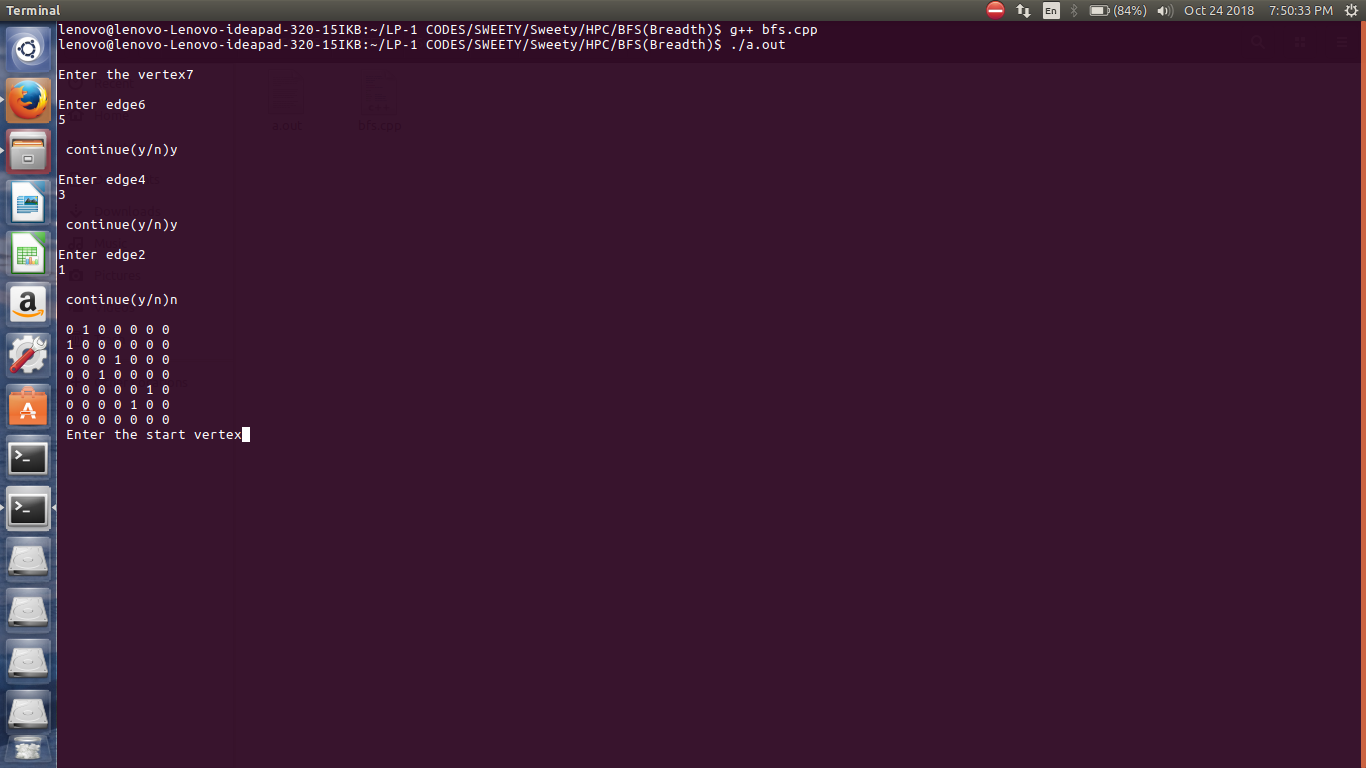 Terminal
En
(84%)
Oct 24 2018
7:50:33 PM
lenovo@lenovo-Lenovo-ideapad-320-15IKB:~/LP-1 CODES/SWEETY/Sweety/HPC/BFS(Breadth)$ g++ bfs.cpp
lenovo@lenovo-Lenovo-ideapad-320-15IKB:~/LP-1 CODES/SWEETY/Sweety/HPC/BFS(Breadth)$ ./a.out
Enter the vertex7
Enter edge6
5
continue(y/n)y
Enter edge4
3
continue(y/n)y
Enter edge2
1
continue(y/n)n
0 1 0 0 0 0 0
1 0 0 0 0 0 0
0 0 0 1 0 0 0
0 0 1 0 0 0 0
0 0 0 0 0 1 0
0 0 0 0 1 0 0
0 0 0 0 0 0 0
Enter the start vertex
a.out
bfs.cpp
Home
Pictures